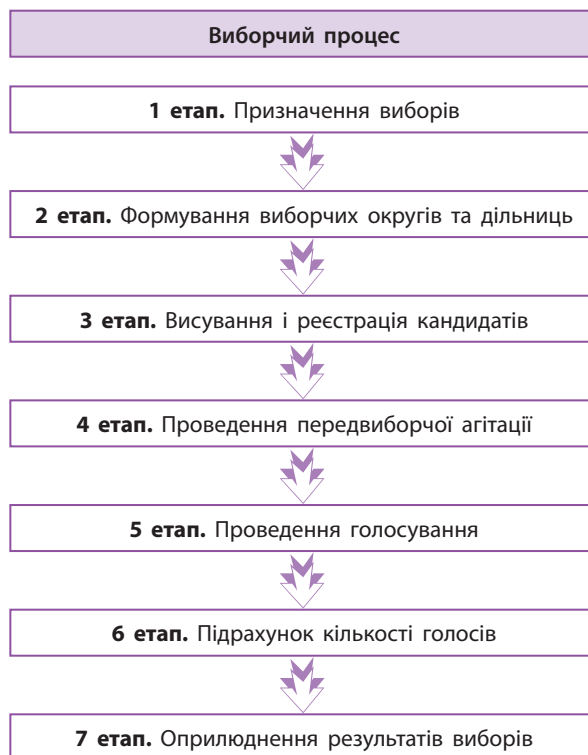 Виборчий процес
1 етап. Призначення виборів
2 етап. Формування виборчих округів та дільниць
3 етап. Висування і реєстрація кандидатів
4 етап. Проведення передвиборчої агітації
5 етап. Проведення голосування
6 етап. Підрахунок кількості голосів
7 етап. Оприлюднення результатів виборів